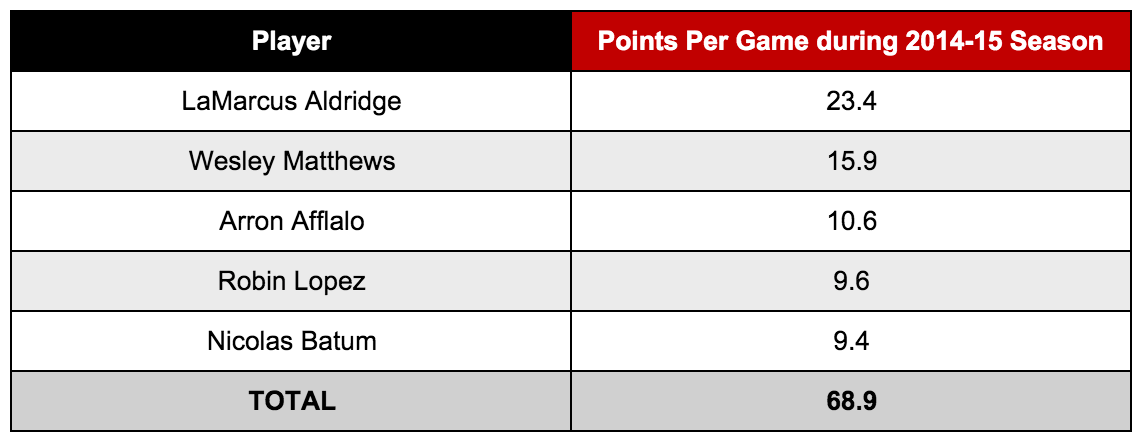 Player Points Per Game during 2014-15 Season
LaMarcus Aldridge 23.4
Wesley Matthews 15.9
Arron Afflalo 10.6
Robin Lopez 9.6
Nicolas Batum 9.4
TOTAL 68.9